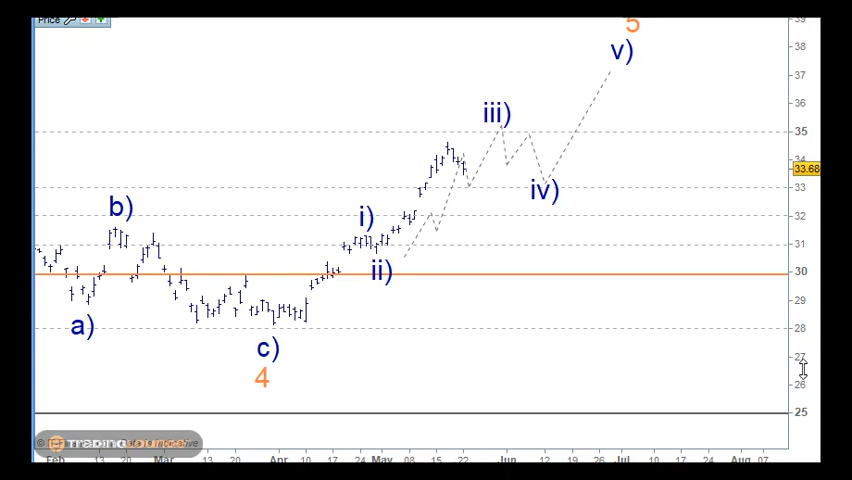 Price
39
5
v)
38
37
36
iii)
35
34
33.680
33
iv)
b)
i)
32
31
ii)
30
29
a)
28
c)
27
4
26
25
Feb 13 20 Mar 13 20 Apr 10 17 24 May 08 15 22 Jun 12 19 26 Jul 10 17 24 Aug 07